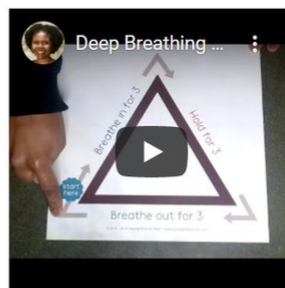 Deep Breathing ...
Breathe in for 3
Hold for 3
start
here
Breathe out for 3